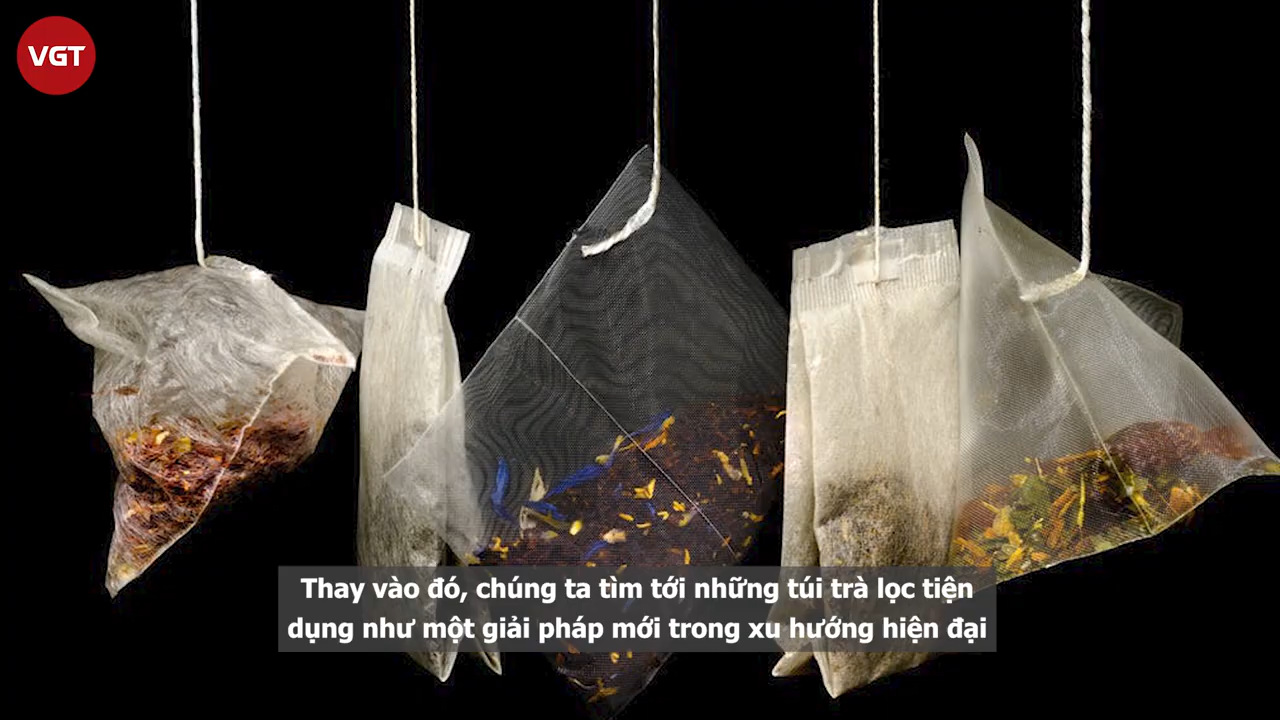 VGT
Thay vào đó, chúng ta tìm tới những túi trà lọc tiện
dụng như một giải pháp mới trong xu hướng hiện đại